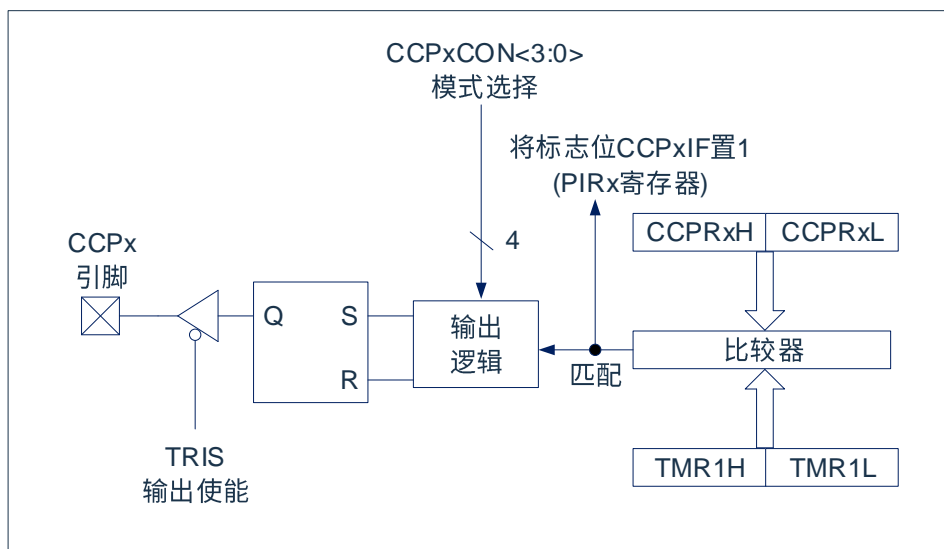 CCPxCON<3:0>
模式选择
将标志位CCPxIF置1
(PIRx寄存器)
4
CCPRxH CCPRxL
CCPx
引脚
Q S
R
输出
逻辑
匹配
比较器
TRIS
输出使能
TMR1H TMR1L